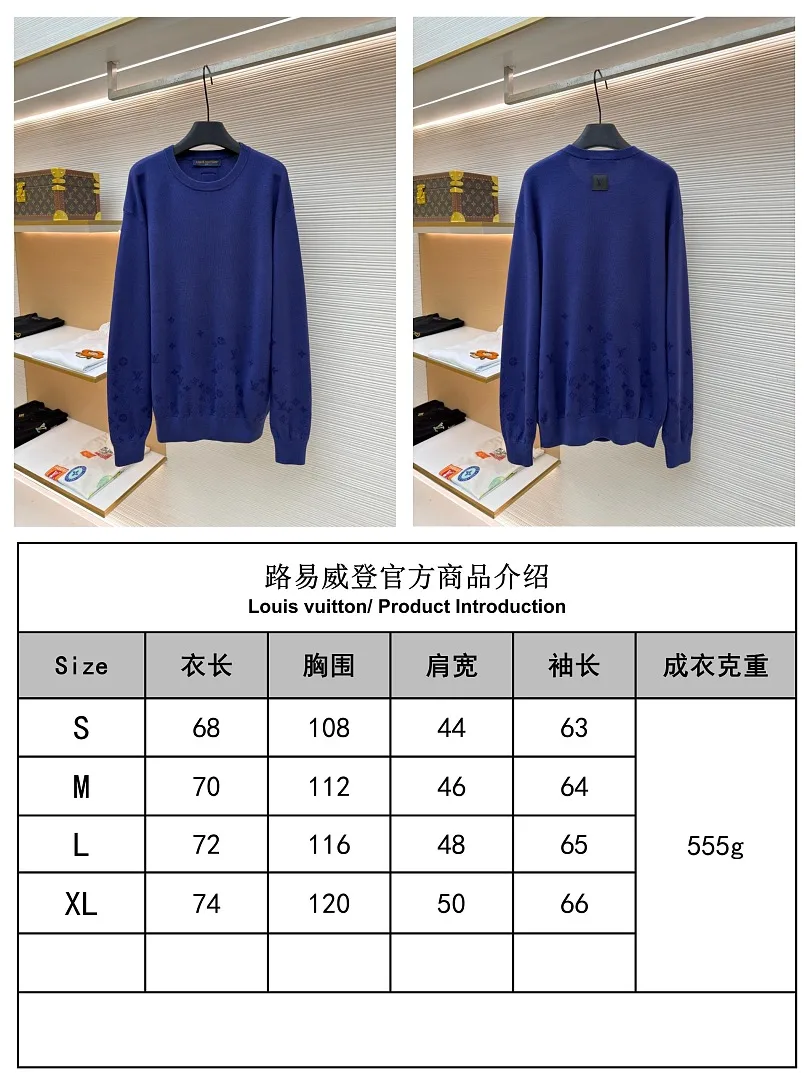 路易威登官方商品介绍
Louis vuitton/ Product Introduction
Size 衣长 胸围 肩宽 袖长 成衣克重
S 68 108 44 63
M 70 112 46 64
L 72 116 48 65
XL 74 120 50 66
555g